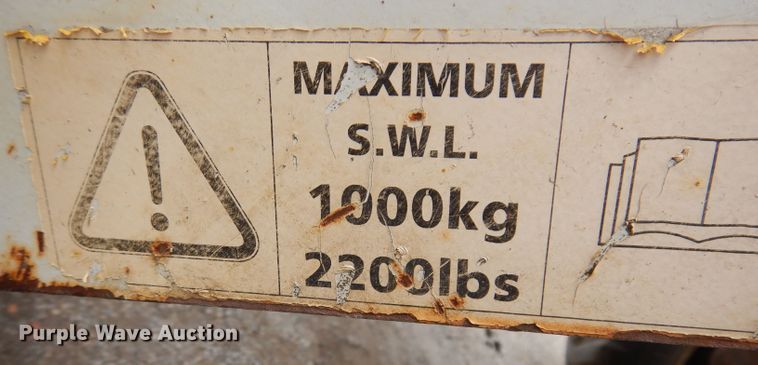 MAXIMUM
S.W.L.
1000kg
2200lbs
Purple Wave Auction